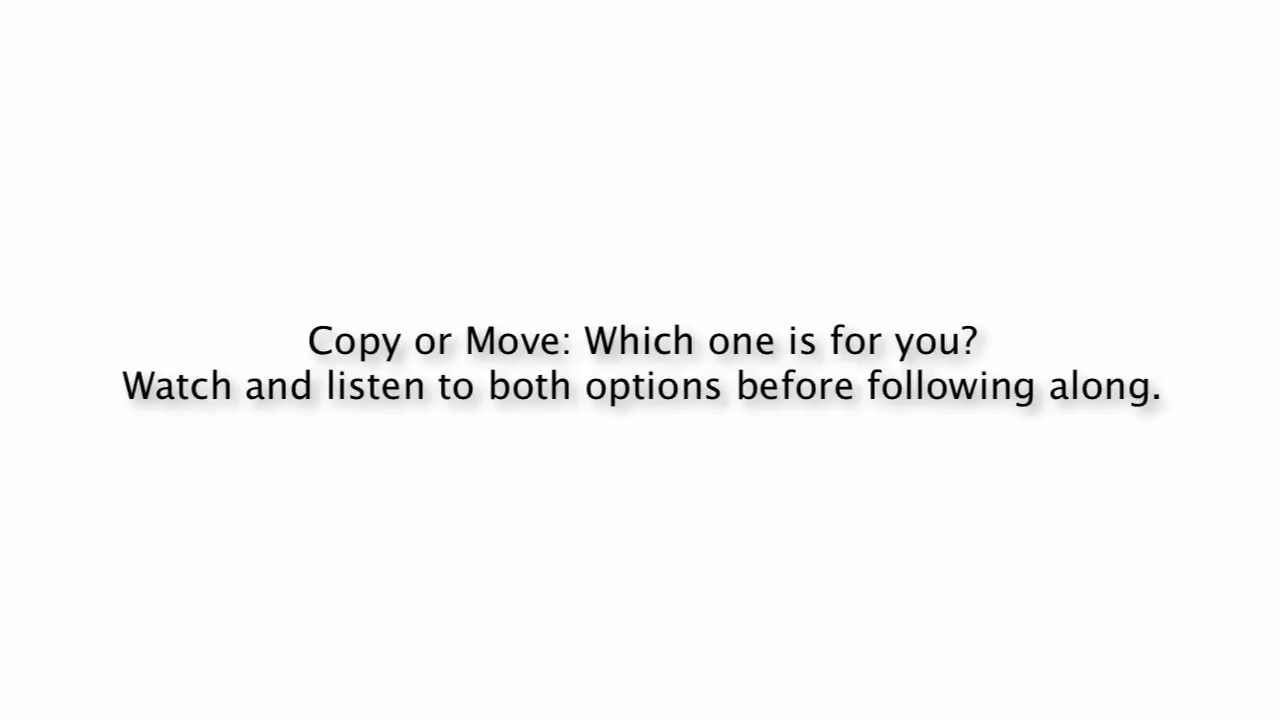 Copy or Move: Which one is for you?
Watch and listen to both options before following along.